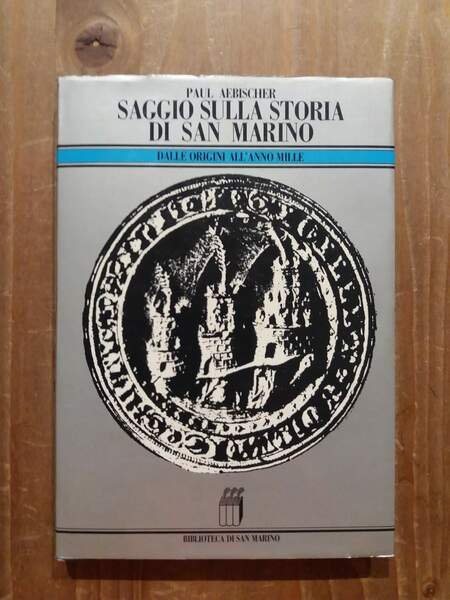 PAUL AEBISCHER
SAGGIO SULLA STORIA
DI SAN MARINO
DALLE ORIGINI ALL'ANNO MILLE
BIBLIOTECA DI SAN MARINO